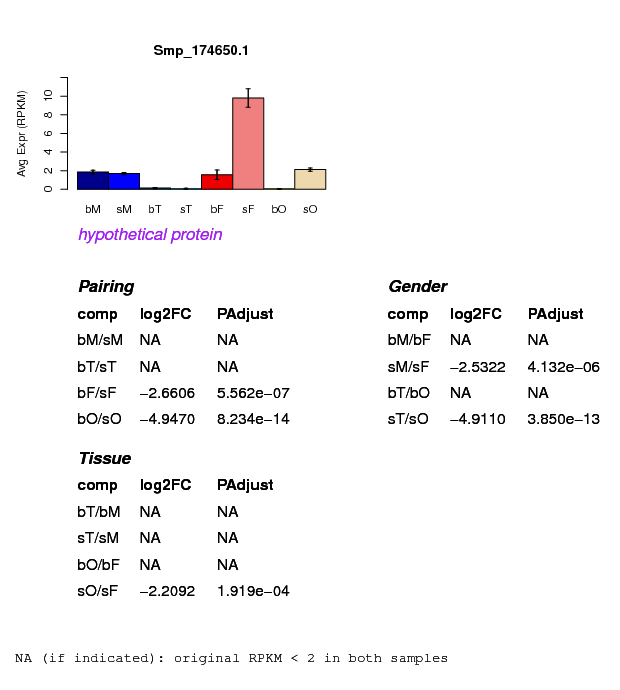 Smp_174650.1
Avg Expr (RPKM)
0 2 4 6 8 10
bM sM bT sT bF sF bO sO
hypothetical protein
Pairing
comp log2FC PAdjust
bM/sM NA NA
bT/sT NA NA
bF/sF −2.6606 5.562e−07
bO/sO −4.9470 8.234e−14
Gender
comp log2FC PAdjust
bM/bF NA NA
sM/sF −2.5322 4.132e−06
bT/bO NA NA
sT/sO −4.9110 3.850e−13
Tissue
comp log2FC PAdjust
bT/bM NA NA
sT/sM NA NA
bO/bF NA NA
sO/sF −2.2092 1.919e−04
NA (if indicated): original RPKM < 2 in both samples